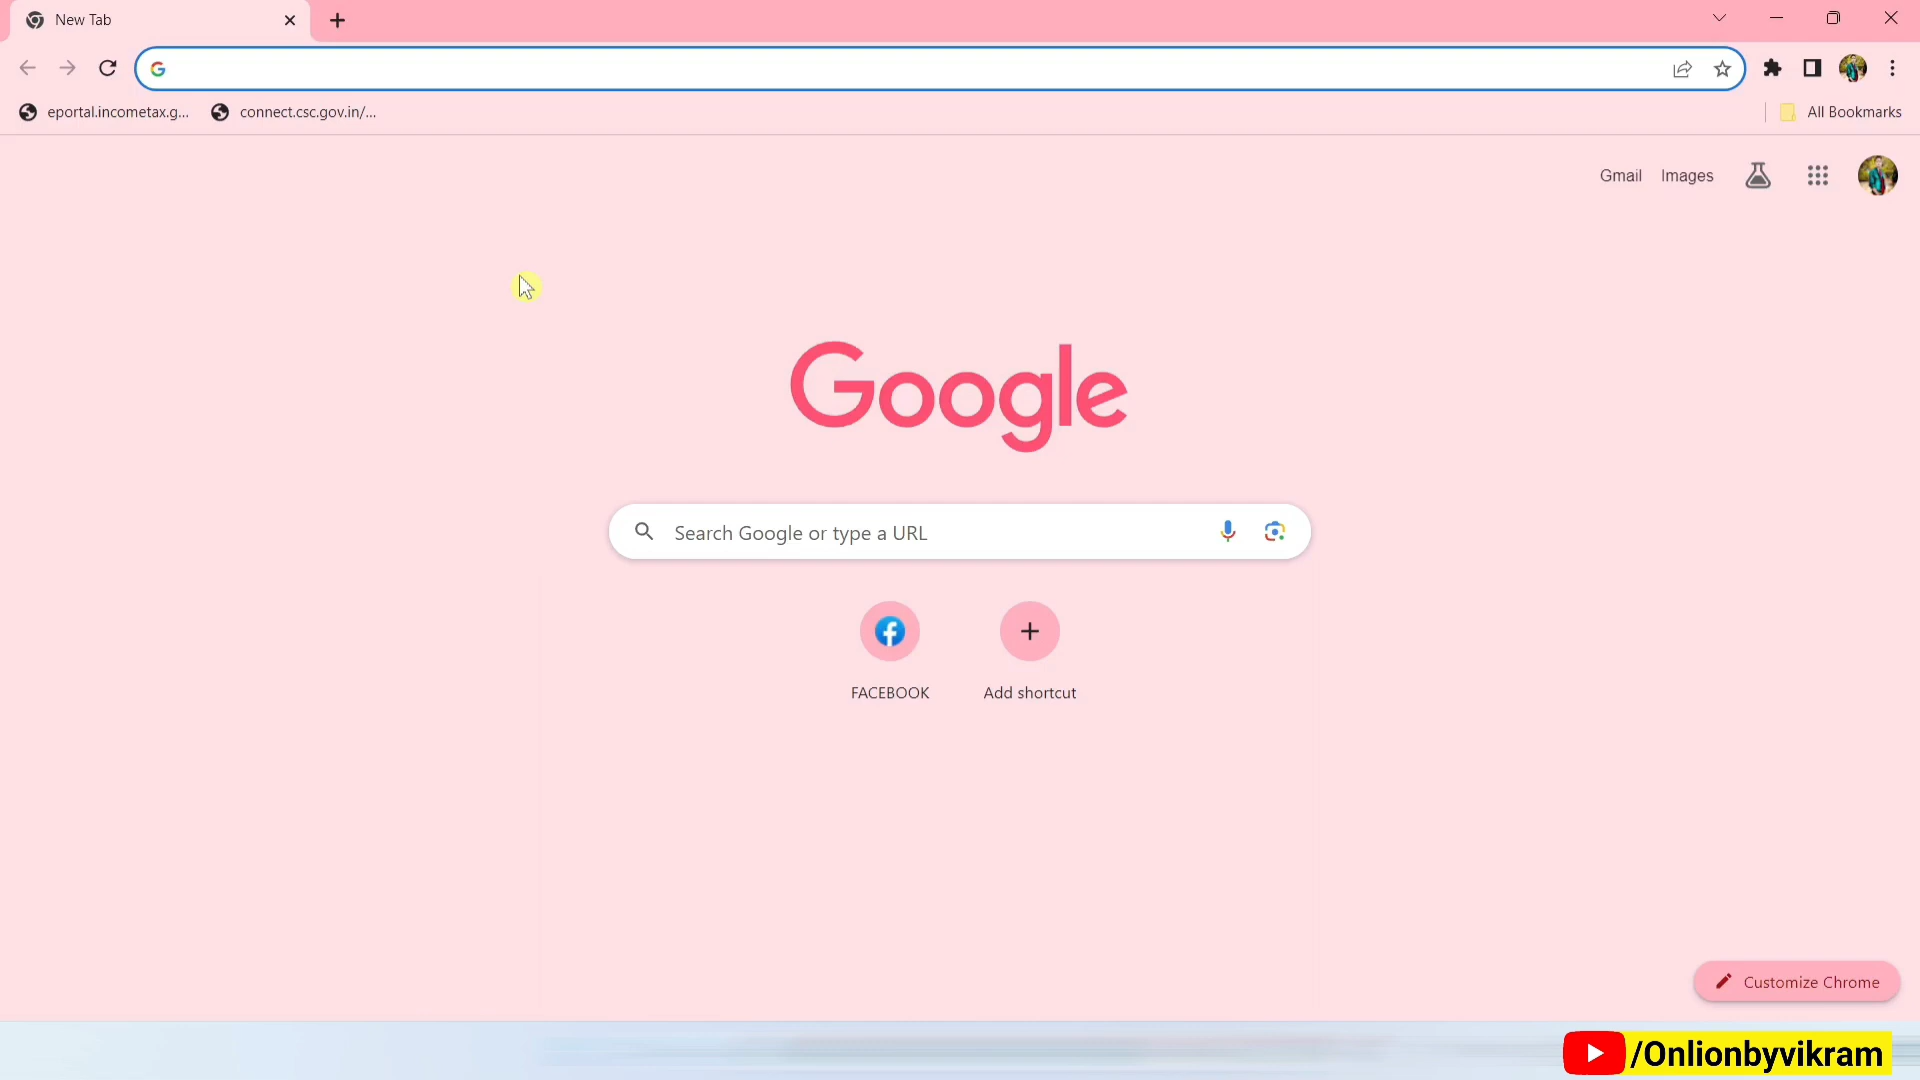 New Tab
eportal.incometax.g...
connect.csc.gov.in/...
All Bookmarks
Gmail
Images
Google
Search Google or type a URL
FACEBOOK
Add shortcut
Customize Chrome
/Onlionbyvikram